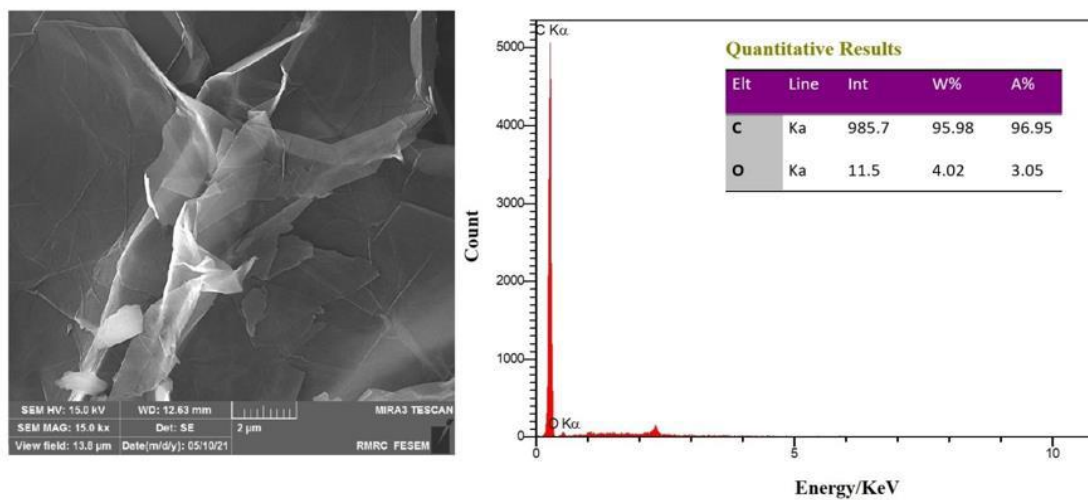 SEM HV: 15.0 kV WD: 12.63 mm MIRA3 TESCAN
SEM MAG: 15.0 kx Det: SE 2 µm
View field: 13.8 µm Date(m/d/y): 05/10/21 RMRC FESEM
C Kα
5000
4000
3000
2000
1000
0
O Kα
0 5 10
Count
Energy/KeV
Quantitative Results
Elt Line Int W% A%
C Ka 985.7 95.98 96.95
O Ka 11.5 4.02 3.05